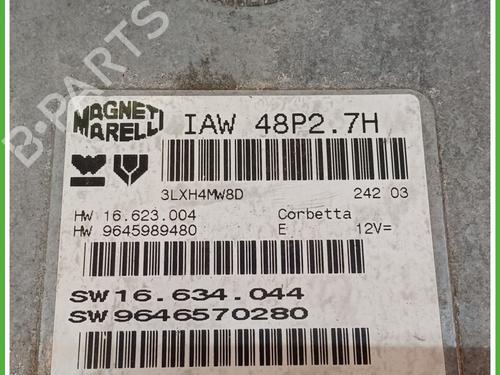 B-PARTS
MAGNETI
MARELLI
IAW 48P2.7H
3LXH4MW8D 242 03
HW 16.623.004 Corbetta
HW 9645989480 E 12V=
SW 16.634.044
SW 9646570280